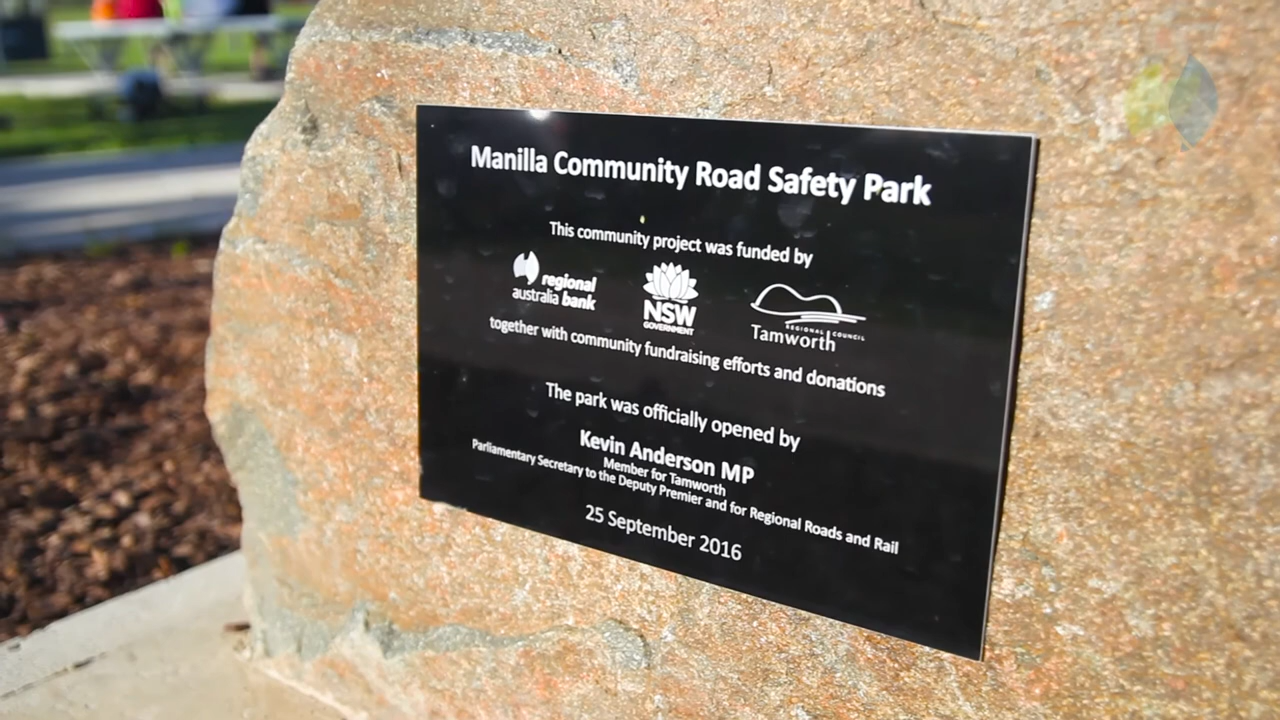 Manilla Community Road Safety Park
This community project was funded by
regional
australia bank
NSW
GOVERNMENT
REGIONAL COUNCIL
Tamworth
together with community fundraising efforts and donations
The park was officially opened by
Kevin Anderson MP
Member for Tamworth
Parliamentary Secretary to the Deputy Premier and for Regional Roads and Rail
25 September 2016